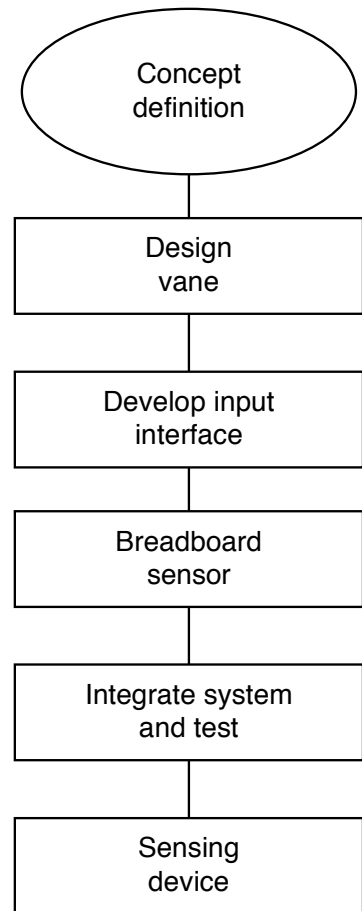 Concept
definition
Design
vane
Develop input
interface
Breadboard
sensor
Integrate system
and test
Sensing
device